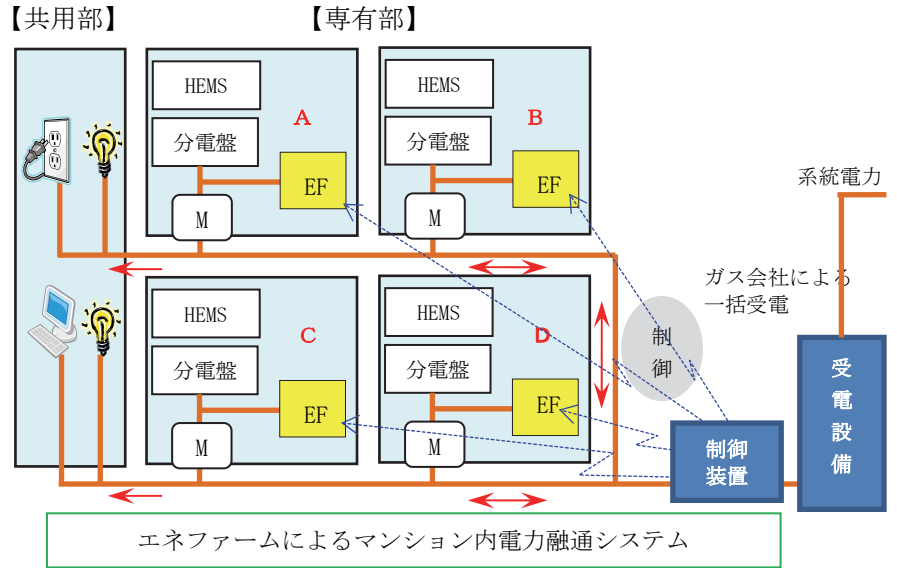 【共用部】
【専有部】
HEMS
分電盤
A
EF
M
HEMS
分電盤
B
EF
M
系統電力
ガス会社による
一括受電
HEMS
分電盤
C
EF
M
HEMS
分電盤
D
EF
M
制
御
制御
装置
受
電
設
備
エネファームによるマンション内電力融通システム